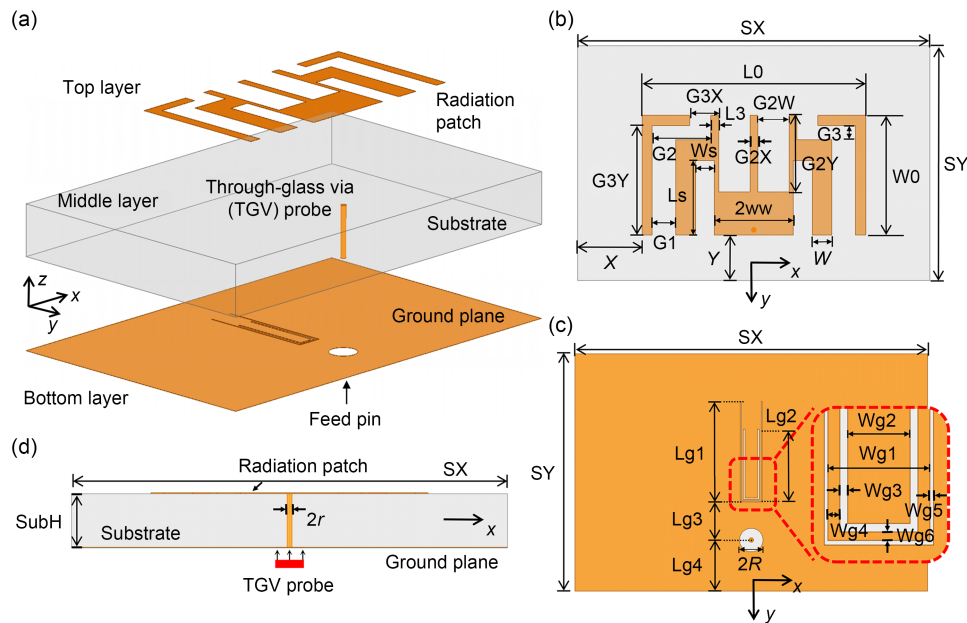 (a)
Top layer
Radiation
patch
Middle layer
Through-glass via
(TGV) probe
Substrate
z
x
y
Ground plane
Bottom layer
Feed pin
(b)
SX
L0
G3X
L3
G2W
G2
Ws
G2X
G3
G3Y
Ls
G2Y
W0
SY
2ww
G1
X
Y
W
x
y
(c)
SX
SY
Lg1
Lg2
Lg3
Lg4
2R
Wg2
Wg1
Wg3
Wg5
Wg4
Wg6
x
y
(d)
Radiation patch
SX
SubH
Substrate
2r
x
Ground plane
TGV probe